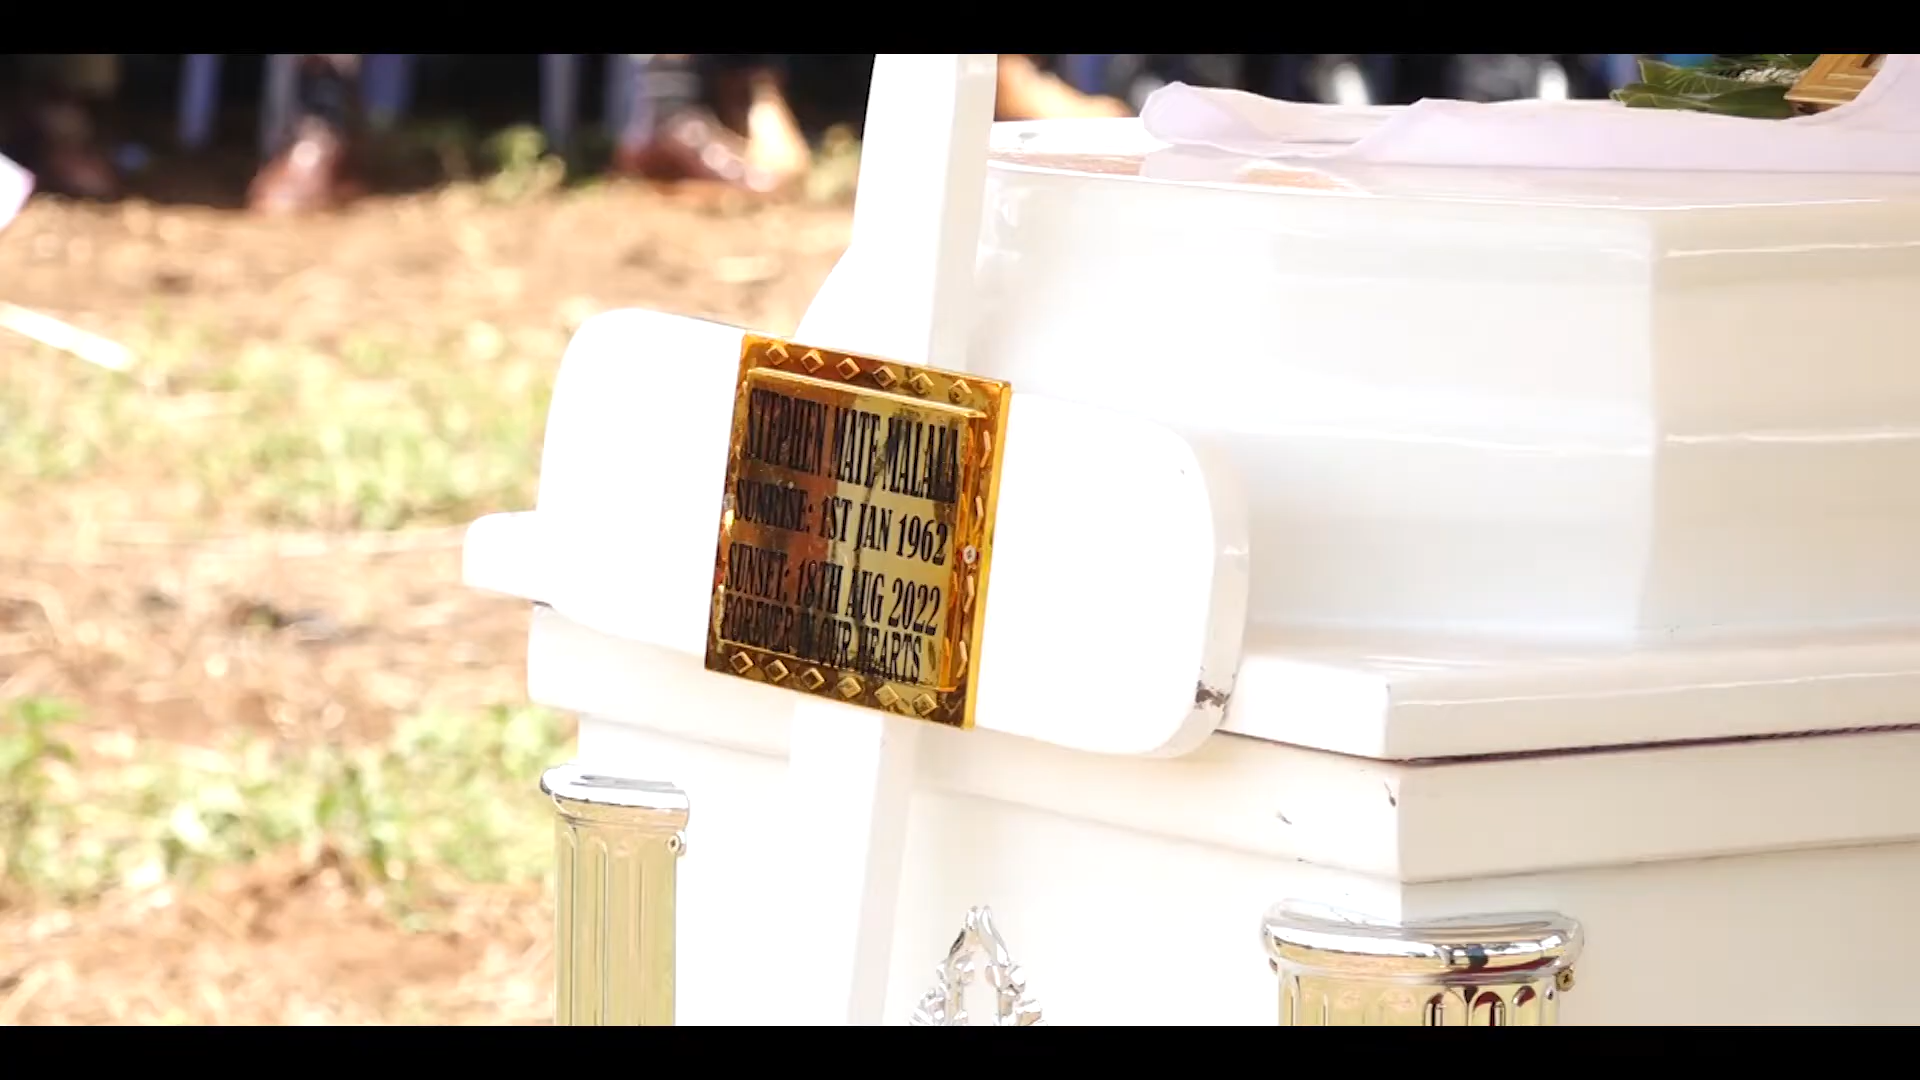 STEPHEN MATE MALALA
SUNRISE: 1ST JAN 1962
SUNSET: 18TH AUG 2022
FOREVER IN OUR HEARTS